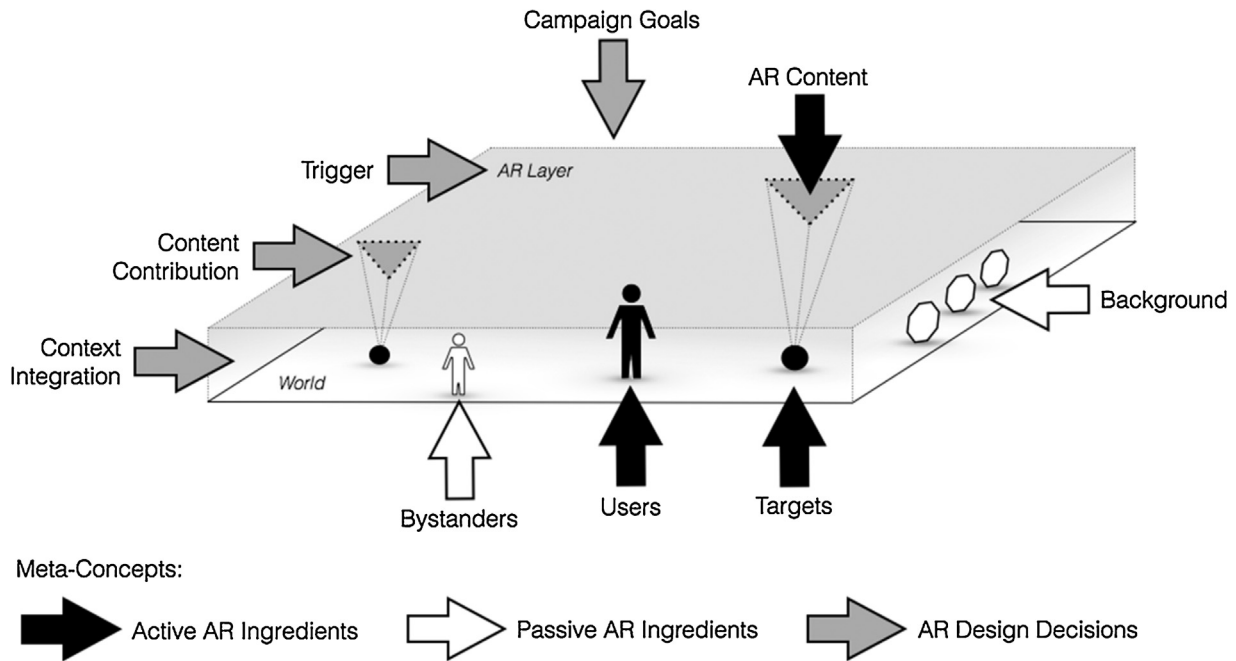 Campaign Goals
AR Content
Trigger
AR Layer
Content
Contribution
Background
Context
Integration
World
Bystanders
Users
Targets
Meta-Concepts:
Active AR Ingredients
Passive AR Ingredients
AR Design Decisions